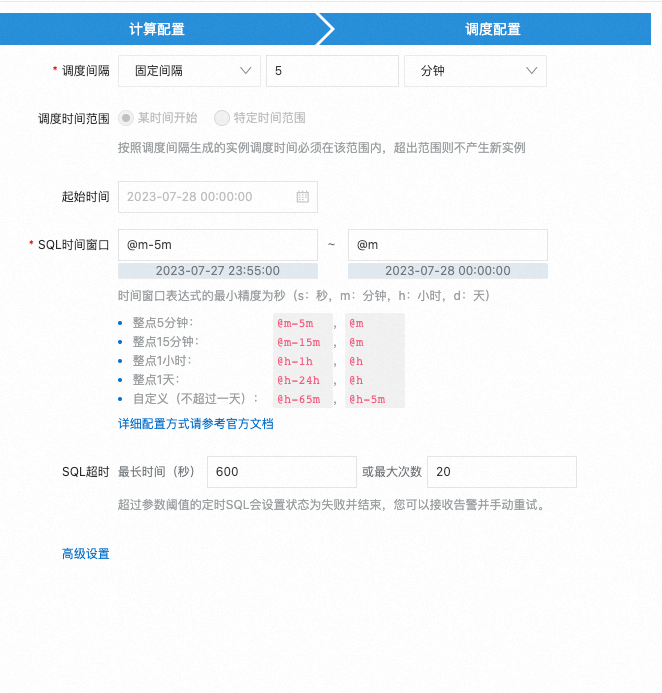 计算配置 调度配置
* 调度间隔 固定间隔 5 分钟
调度时间范围 某时间开始 特定时间范围
按照调度间隔生成的实例调度时间必须在该范围内，超出范围则不产生新实例
起始时间 2023-07-28 00:00:00
* SQL时间窗口 @m-5m ~ @m
2023-07-27 23:55:00 2023-07-28 00:00:00
时间窗口表达式的最小精度为秒（s：秒，m：分钟，h：小时，d：天）
• 整点5分钟： @m-5m ， @m
• 整点15分钟： @m-15m ， @m
• 整点1小时： @h-1h ， @h
• 整点1天： @h-24h ， @h
• 自定义（不超过一天）： @h-65m ， @h-5m
详细配置方式请参考官方文档
SQL超时 最长时间（秒） 600 或最大次数 20
超过参数阈值的定时SQL会设置状态为失败并结束，您可以接收告警并手动重试。
高级设置